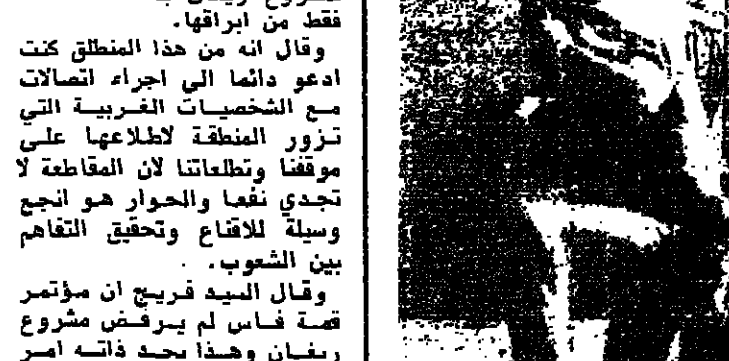 فقط من ابراقها.
وقال انه من هذا المنطلق كنت
ادعو دائما الى اجراء اتصالات
مع الشخصيات الغربية التي
تزور المنطقة لاطلاعها على
موقفنا وتطلعاتنا لان المقاطعة لا
تجدي نفعا والحوار هو انجع
وسيلة للاقناع وتحقيق التفاهم
بين الشعوب.
وقال السيد فريج ان مؤتمر
قمة فاس لم يرفض مشروع
ريغان وهذا بحد ذاته امر